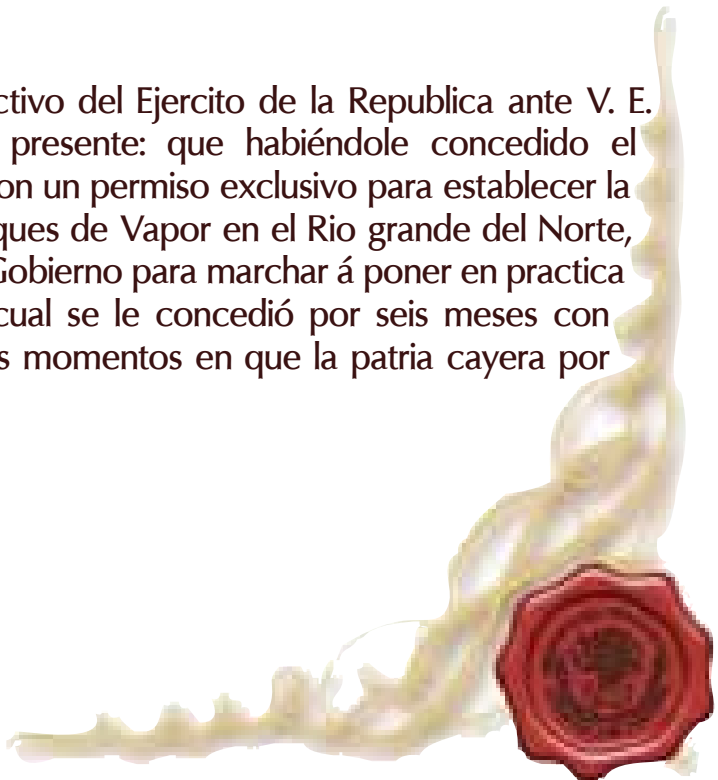 ctivo del Ejercito de la Republica ante V. E.
presente: que habiéndole concedido el
on un permiso exclusivo para establecer la
ques de Vapor en el Rio grande del Norte,
Gobierno para marchar á poner en practica
cual se le concedió por seis meses con
s momentos en que la patria cayera por